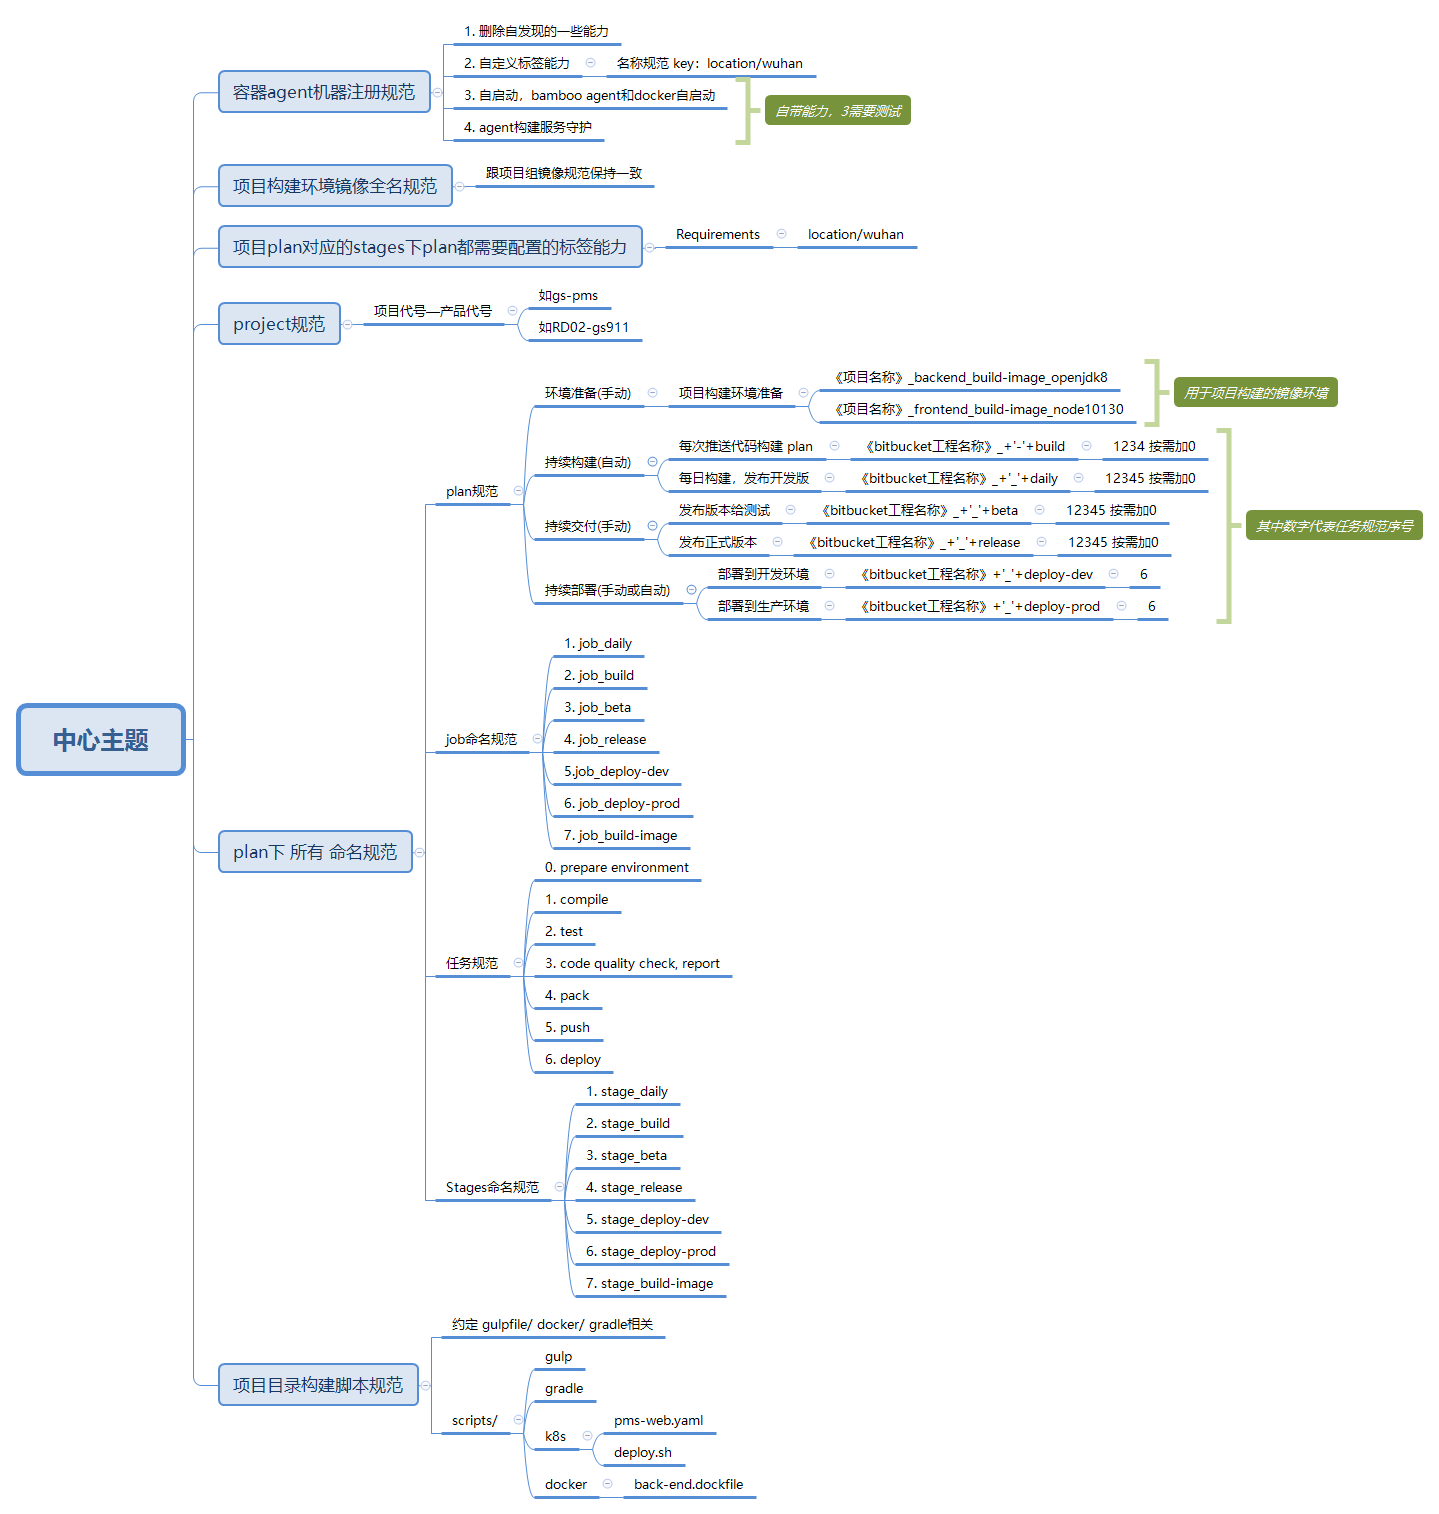 中心主题
容器agent机器注册规范
1. 删除自发现的一些能力
2. 自定义标签能力
名称规范 key：location/wuhan
3. 自启动，bamboo agent和docker自启动
4. agent构建服务守护
自带能力，3需要测试
项目构建环境镜像全名规范
跟项目组镜像规范保持一致
项目plan对应的stages下plan都需要配置的标签能力
Requirements
location/wuhan
project规范
项目代号—产品代号
如gs-pms
如RD02-gs911
plan下 所有 命名规范
plan规范
环境准备(手动)
项目构建环境准备
《项目名称》_backend_build-image_openjdk8
《项目名称》_frontend_build-image_node10130
用于项目构建的镜像环境
持续构建(自动)
每次推送代码构建 plan
《bitbucket工程名称》_+'-'+build
1234 按需加0
每日构建，发布开发版
《bitbucket工程名称》_+'_'+daily
12345 按需加0
持续交付(手动)
发布版本给测试
《bitbucket工程名称》_+'_'+beta
12345 按需加0
发布正式版本
《bitbucket工程名称》_+'_'+release
12345 按需加0
持续部署(手动或自动)
部署到开发环境
《bitbucket工程名称》+'_'+deploy-dev
6
部署到生产环境
《bitbucket工程名称》+'_'+deploy-prod
6
其中数字代表任务规范序号
job命名规范
1. job_daily
2. job_build
3. job_beta
4. job_release
5.job_deploy-dev
6. job_deploy-prod
7. job_build-image
任务规范
0. prepare environment
1. compile
2. test
3. code quality check, report
4. pack
5. push
6. deploy
Stages命名规范
1. stage_daily
2. stage_build
3. stage_beta
4. stage_release
5. stage_deploy-dev
6. stage_deploy-prod
7. stage_build-image
项目目录构建脚本规范
约定 gulpfile/ docker/ gradle相关
scripts/
gulp
gradle
k8s
pms-web.yaml
deploy.sh
docker
back-end.dockfile